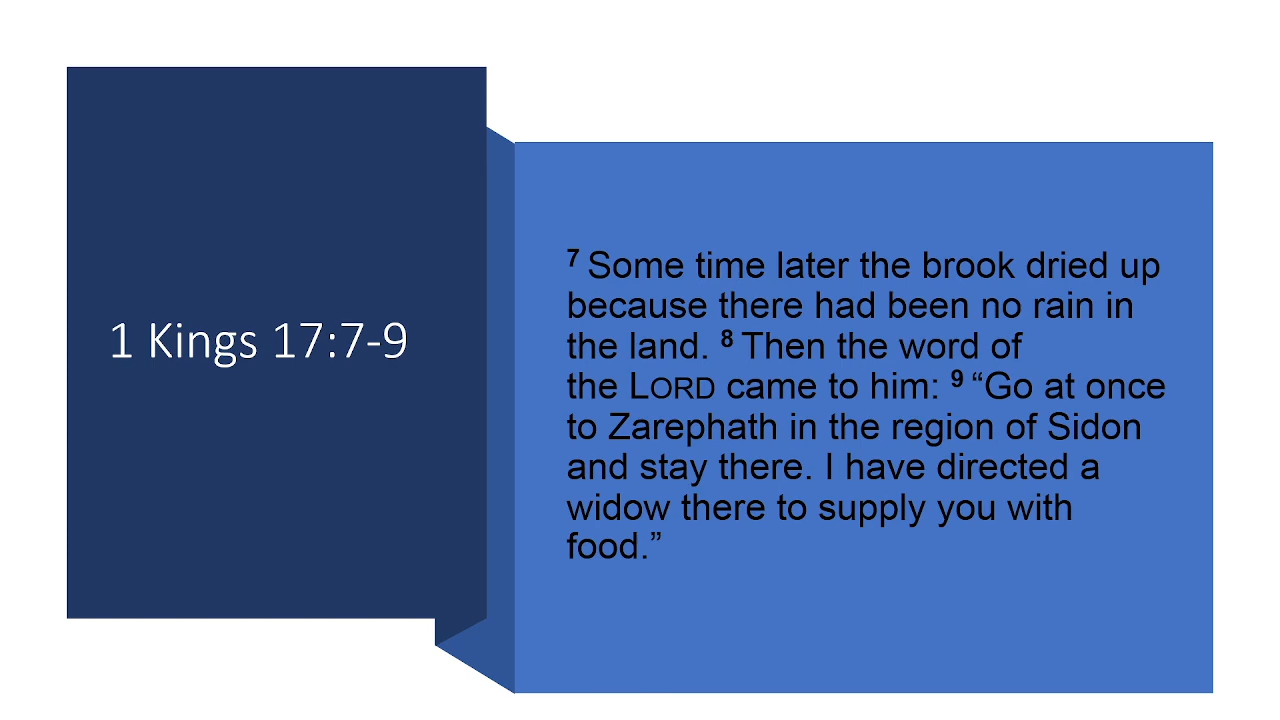 1 Kings 17:7-9
7 Some time later the brook dried up
because there had been no rain in
the land. 8 Then the word of
the LORD came to him: 9 “Go at once
to Zarephath in the region of Sidon
and stay there. I have directed a
widow there to supply you with
food.”